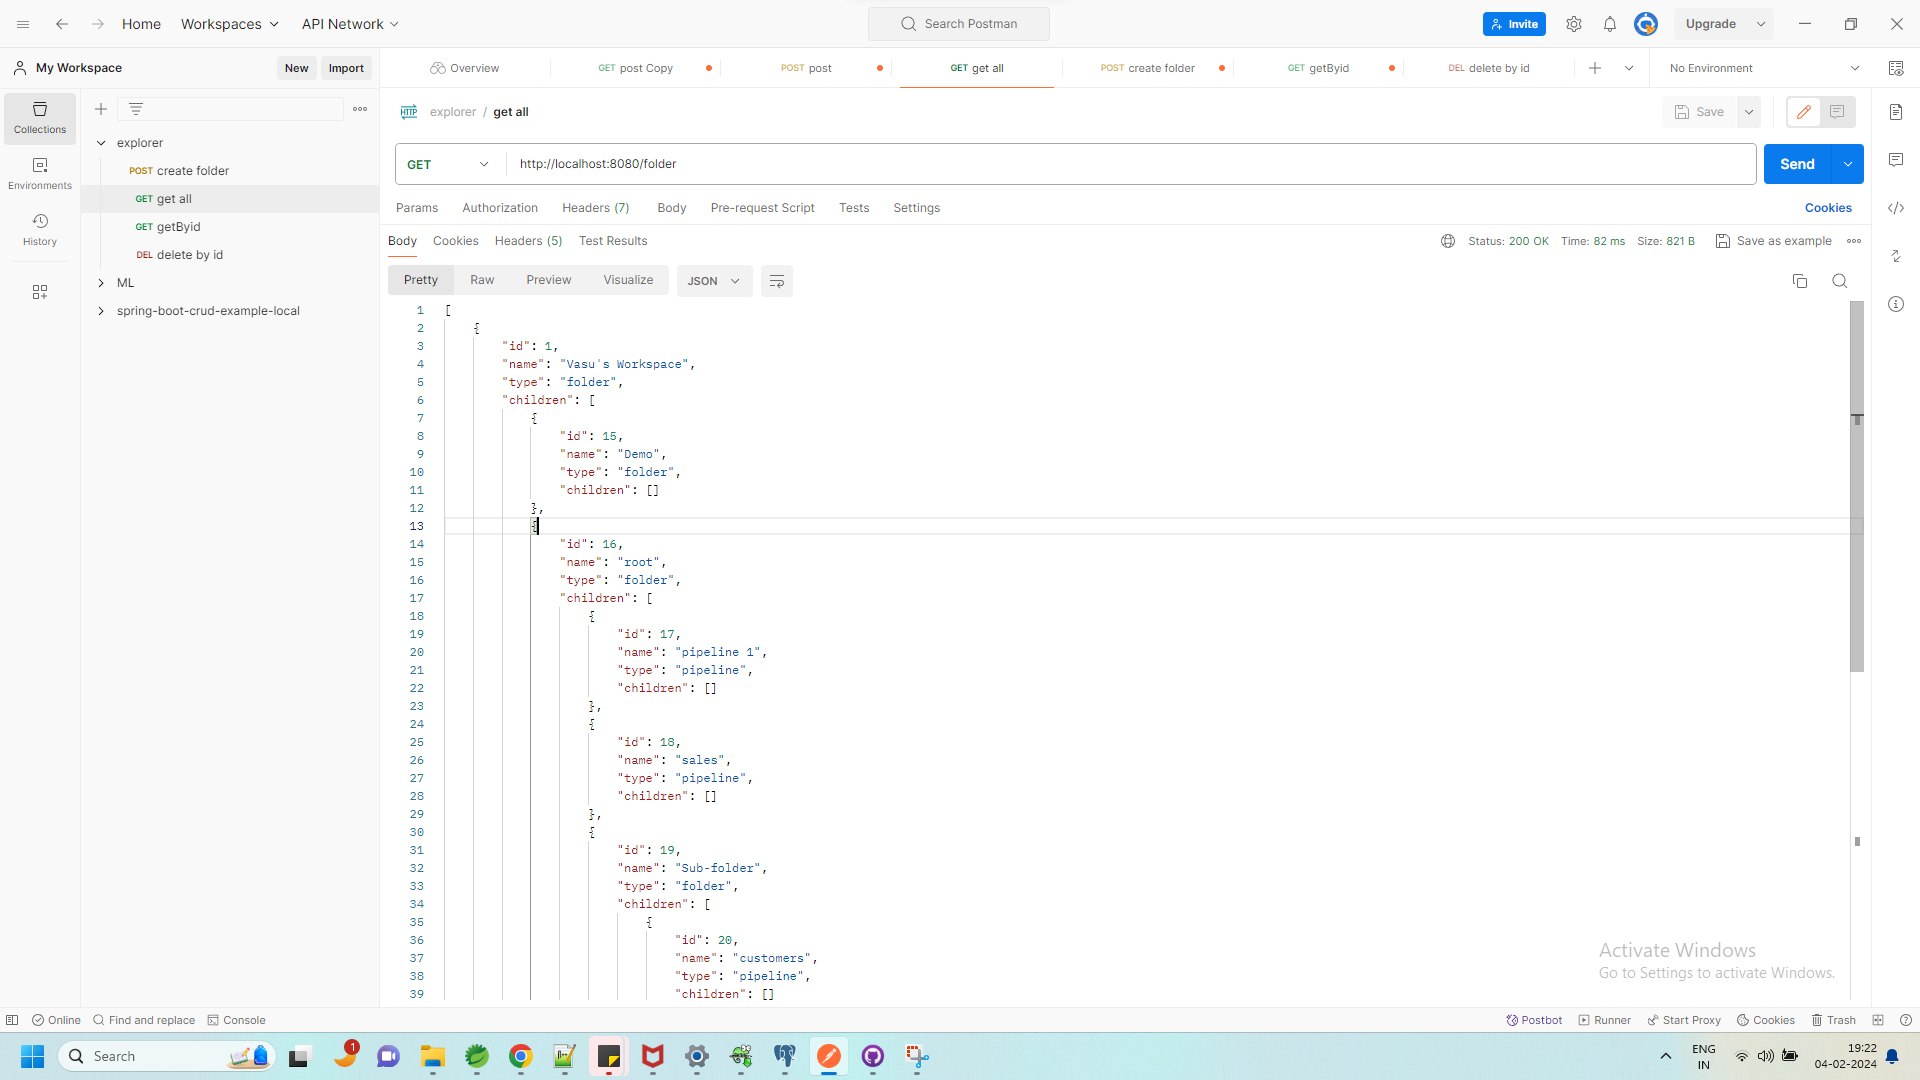 Home Workspaces API Network Search Postman Invite Upgrade
My Workspace New Import Overview GET post Copy POST post GET get all POST create folder GET getByid DEL delete by id No Environment
Collections
Environments
History
explorer
POST create folder
GET get all
GET getByid
DEL delete by id
ML
spring-boot-crud-example-local
HTTP explorer / get all Save
GET http://localhost:8080/folder Send
Params Authorization Headers (7) Body Pre-request Script Tests Settings Cookies
Body Cookies Headers (5) Test Results Status: 200 OK Time: 82 ms Size: 821 B Save as example
Pretty Raw Preview Visualize JSON
1 [
2 {
3 "id": 1,
4 "name": "Vasu's Workspace",
5 "type": "folder",
6 "children": [
7 {
8 "id": 15,
9 "name": "Demo",
10 "type": "folder",
11 "children": []
12 },
13 {
14 "id": 16,
15 "name": "root",
16 "type": "folder",
17 "children": [
18 {
19 "id": 17,
20 "name": "pipeline 1",
21 "type": "pipeline",
22 "children": []
23 },
24 {
25 "id": 18,
26 "name": "sales",
27 "type": "pipeline",
28 "children": []
29 },
30 {
31 "id": 19,
32 "name": "Sub-folder",
33 "type": "folder",
34 "children": [
35 {
36 "id": 20,
37 "name": "customers",
38 "type": "pipeline",
39 "children": []
Activate Windows
Go to Settings to activate Windows.
Online Find and replace Console Postbot Runner Start Proxy Cookies Trash
Search 1 ENG IN 19:22
04-02-2024